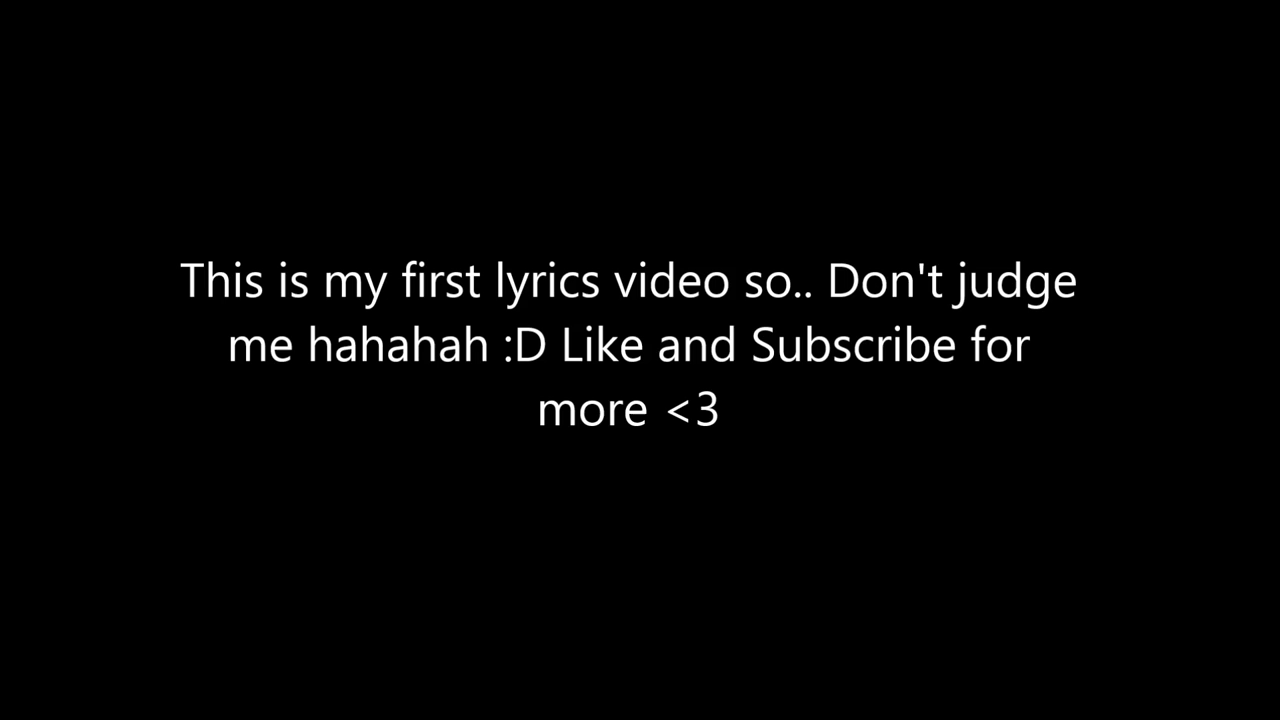 This is my first lyrics video so.. Don't judge
me hahahah :D Like and Subscribe for
more <3